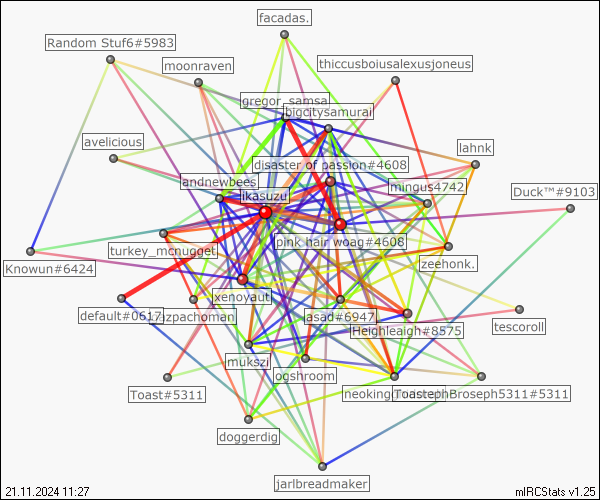 facadas.
Random Stuf6#5983
moonraven
thiccusboiusalexusjoneus
gregor_samsa
bigcitysamurai
avelicious
lahnk
disaster of passion#4608
andnewbees
mingus4742
Duck™#9103
ikasuzu
pink hair woag#4608
turkey_mcnugget
zeehonk.
Knowun#6424
xenoyaut
default#0617
zpachoman
asad#6947
Heighleaigh#8575
tescoroll
mukszi
ogshroom
Toast#5311
ToastephBroseph5311#5311
doggerdig
jarlbreadmaker
21.11.2024 11:27
mIRCStats v1.25